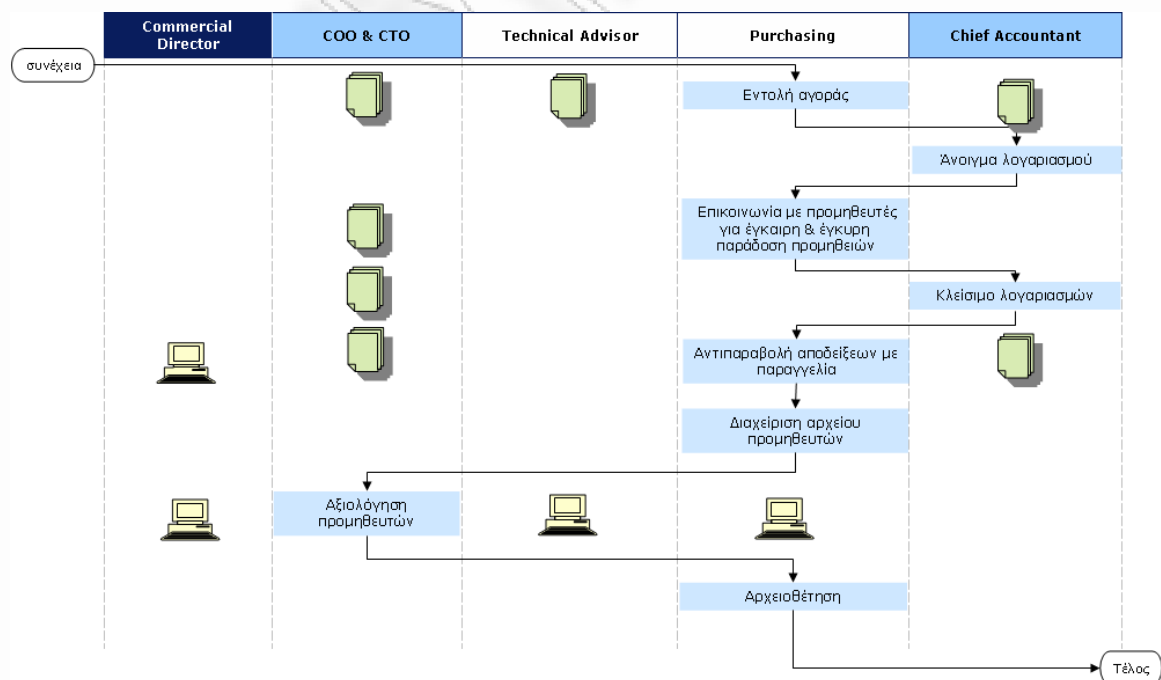 Commercial
Director
COO & CTO
Technical Advisor
Purchasing
Chief Accountant
συνέχεια
Εντολή αγοράς
Άνοιγμα λογαριασμού
Επικοινωνία με προμηθευτές
για έγκαιρη & έγκυρη
παράδοση προμηθειών
Κλείσιμο λογαριασμών
Αντιπαραβολή αποδείξεων με
παραγγελία
Διαχείριση αρχείου
προμηθευτών
Αξιολόγηση
προμηθευτών
Αρχειοθέτηση
Τέλος